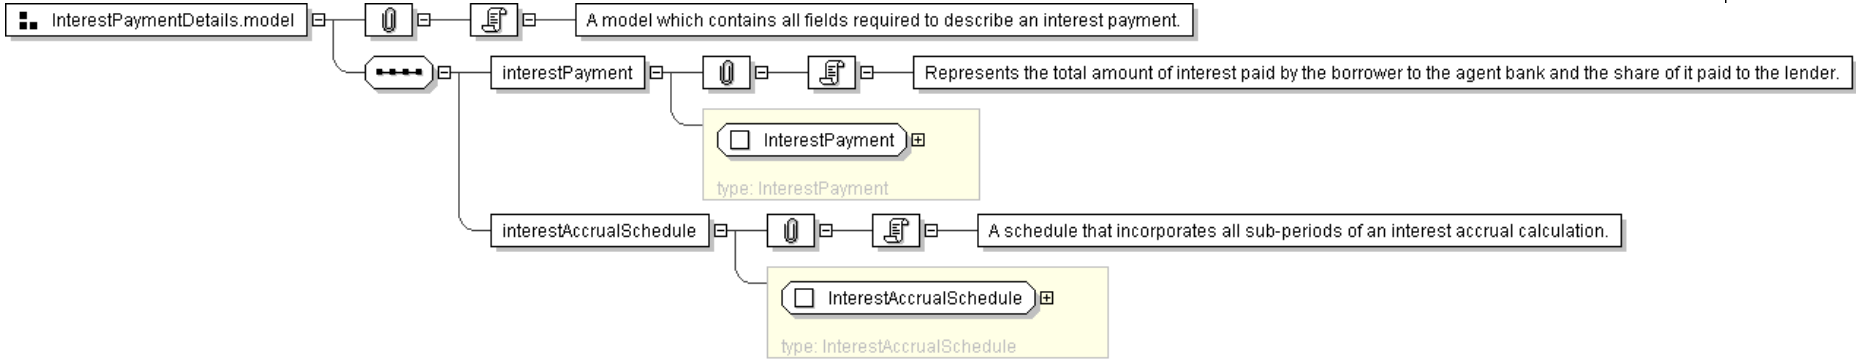 InterestPaymentDetails.model
A model which contains all fields required to describe an interest payment.
interestPayment
Represents the total amount of interest paid by the borrower to the agent bank and the share of it paid to the lender.
InterestPayment
type: InterestPayment
interestAccrualSchedule
A schedule that incorporates all sub-periods of an interest accrual calculation.
InterestAccrualSchedule
type: InterestAccrualSchedule